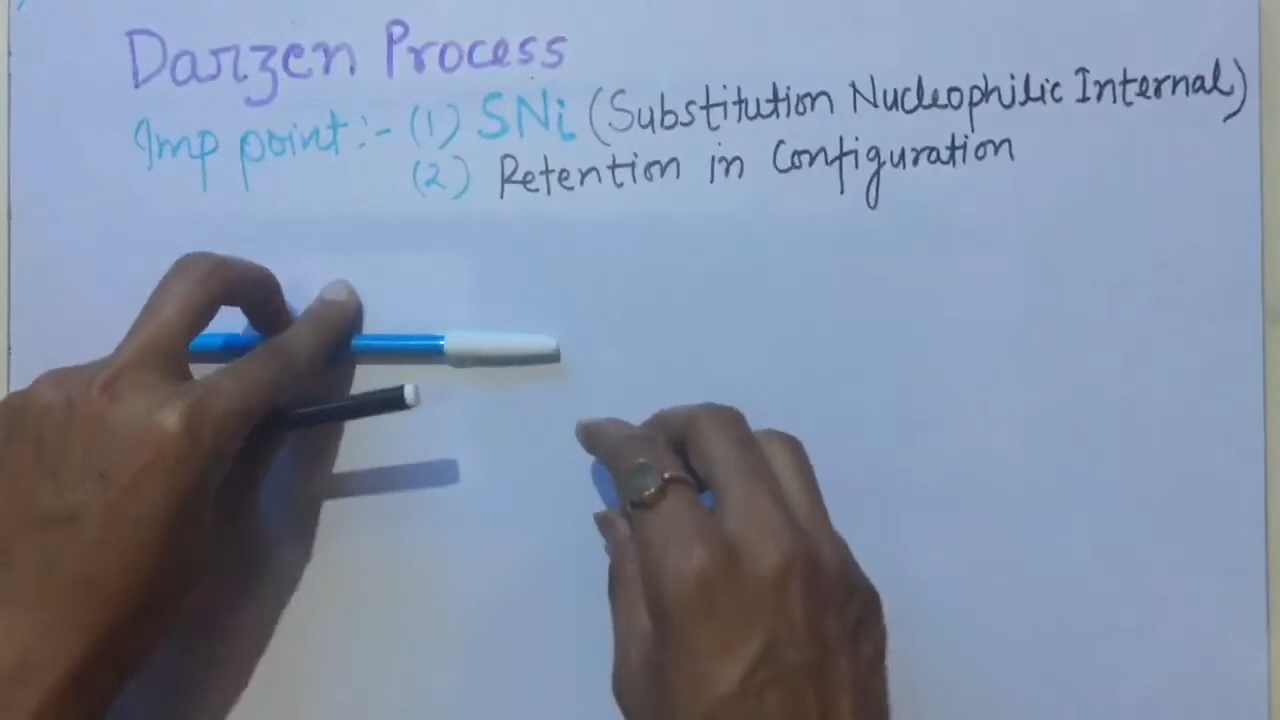 Darzen Process
Imp point :- (1) SNi (Substitution Nucleophilic Internal)
(2) Retention in Configuration